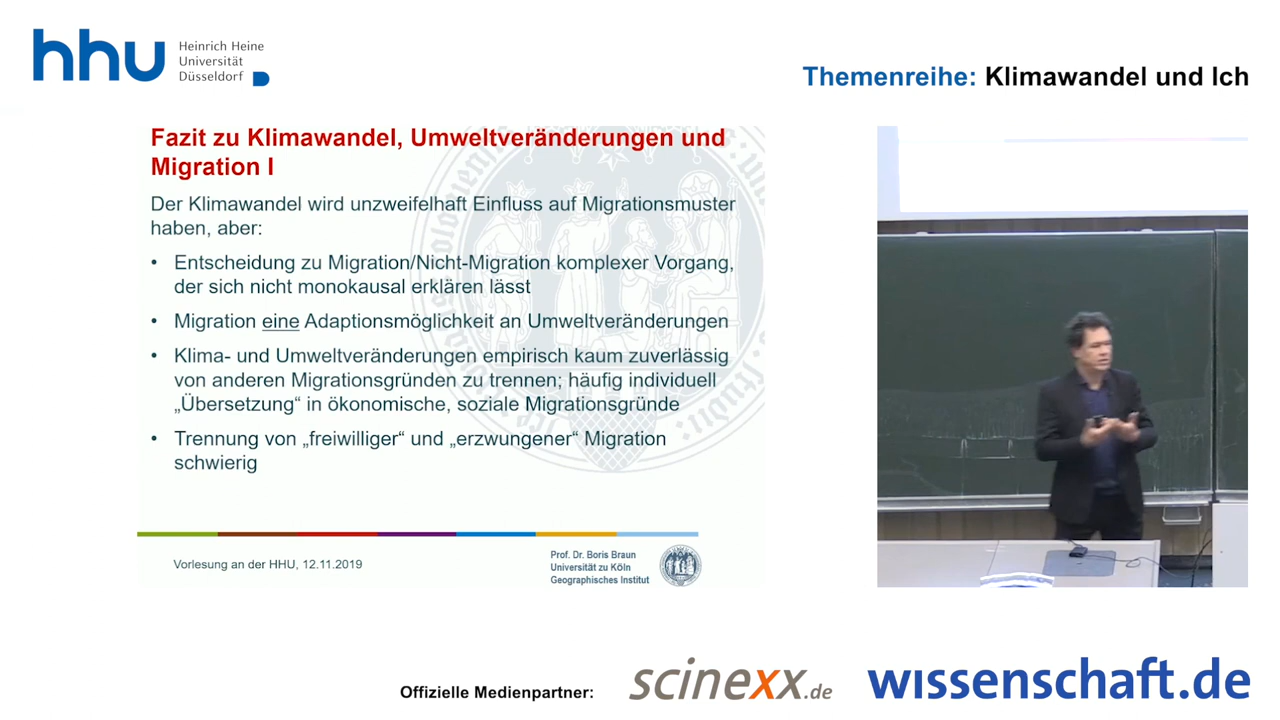 hhu
Heinrich Heine
Universität
Düsseldorf
Themenreihe: Klimawandel und Ich
Fazit zu Klimawandel, Umweltveränderungen und
Migration I
Der Klimawandel wird unzweifelhaft Einfluss auf Migrationsmuster
haben, aber:
• Entscheidung zu Migration/Nicht-Migration komplexer Vorgang,
der sich nicht monokausal erklären lässt
• Migration eine Adaptionsmöglichkeit an Umweltveränderungen
• Klima- und Umweltveränderungen empirisch kaum zuverlässig
von anderen Migrationsgründen zu trennen; häufig individuell
„Übersetzung“ in ökonomische, soziale Migrationsgründe
• Trennung von „freiwilliger“ und „erzwungener“ Migration
schwierig
Vorlesung an der HHU, 12.11.2019
Prof. Dr. Boris Braun
Universität zu Köln
Geographisches Institut
Offizielle Medienpartner:
scinexx.de
wissenschaft.de